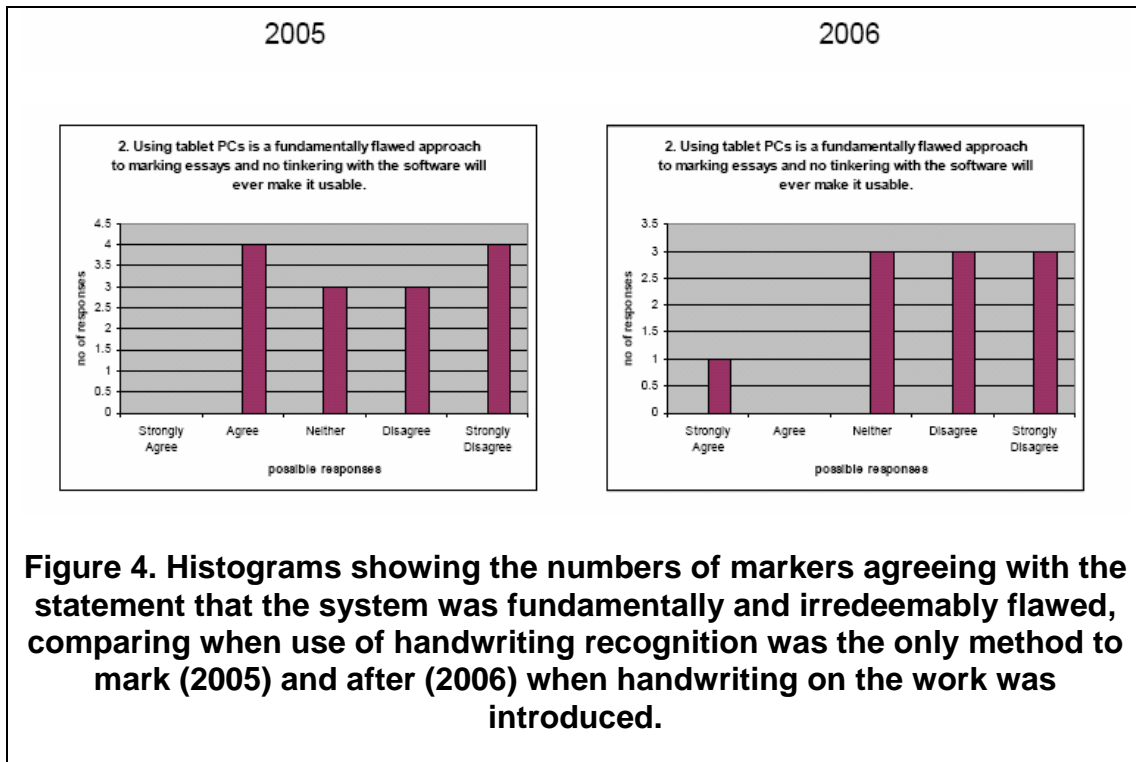 2005
2006
2. Using tablet PCs is a fundamentally flawed approach
to marking essays and no tinkering with the software will
ever make it usable.
4.5
4
3.5
3
2.5
2
1.5
1
0.5
0
no of responses
Strongly
Agree
Agree
Neither
Disagree
Strongly
Disagree
possible responses
2. Using tablet PCs is a fundamentally flawed approach
to marking essays and no tinkering with the software will
ever make it usable.
3.5
3
2.5
2
1.5
1
0.5
0
no of responses
Strongly
Agree
Agree
Neither
Disagree
Strongly
Disagree
possible responses
Figure 4. Histograms showing the numbers of markers agreeing with the
statement that the system was fundamentally and irredeemably flawed,
comparing when use of handwriting recognition was the only method to
mark (2005) and after (2006) when handwriting on the work was
introduced.